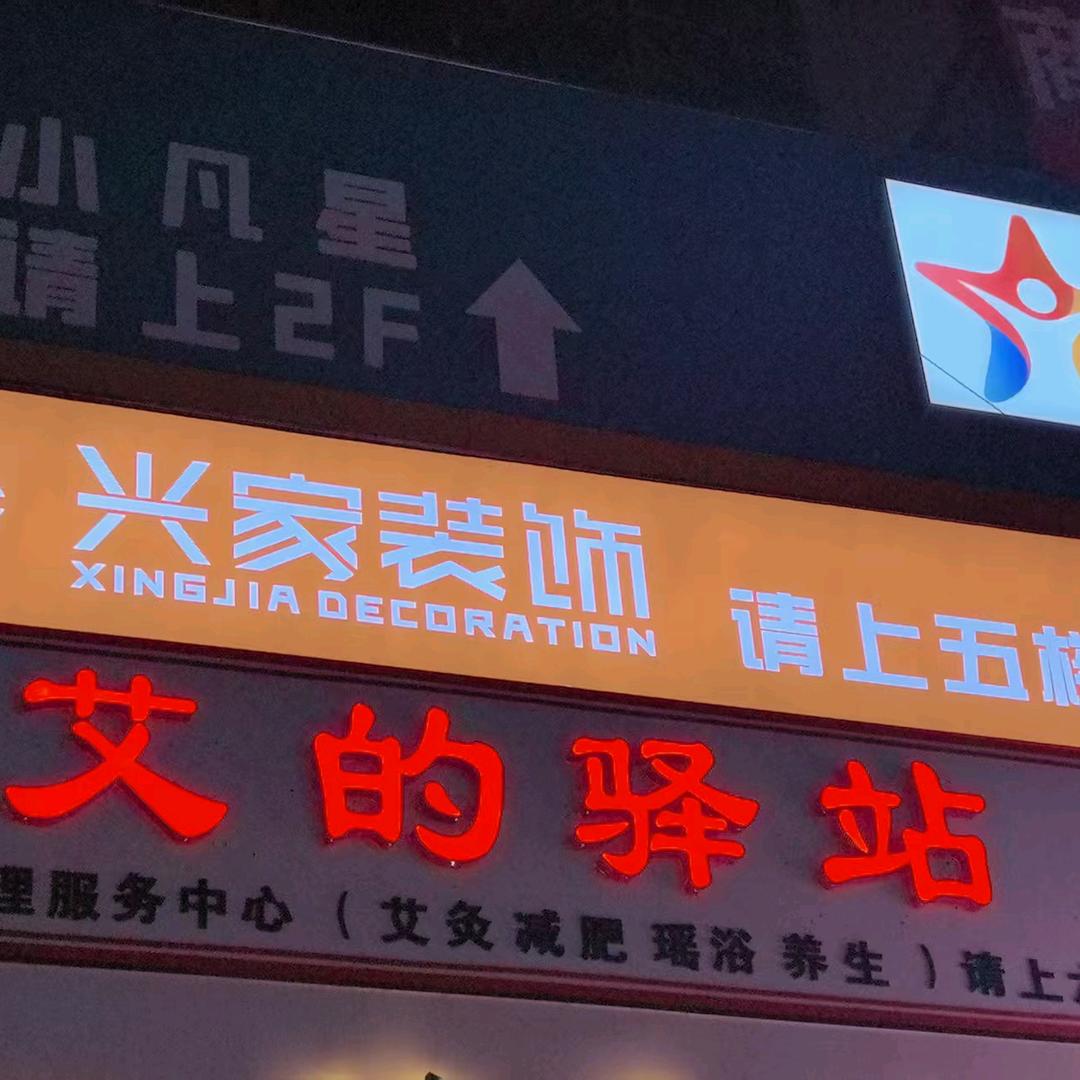 小凡星
请上2F
兴家装饰
XINGJIA DECORATION
请上五楼
艾的驿站
理服务中心（艾灸 减肥 瑶浴 养生）请上